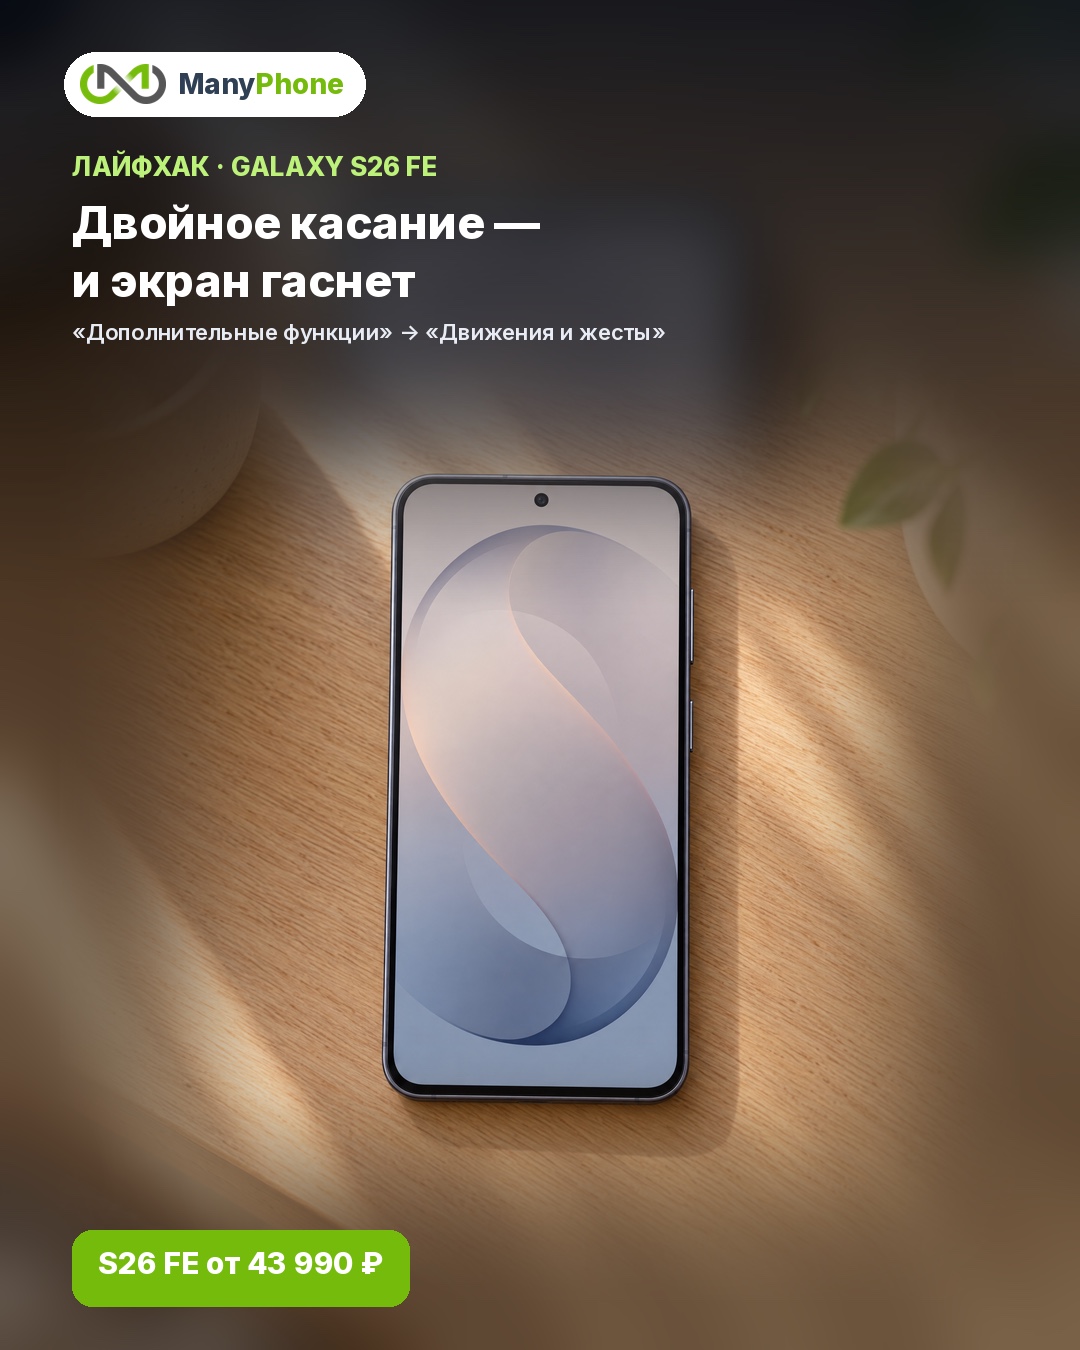 ManyPhone
ЛАЙФХАК · GALAXY S26 FE
Двойное касание —
и экран гаснет
«Дополнительные функции» → «Движения и жесты»
S26 FE от 43 990 ₽